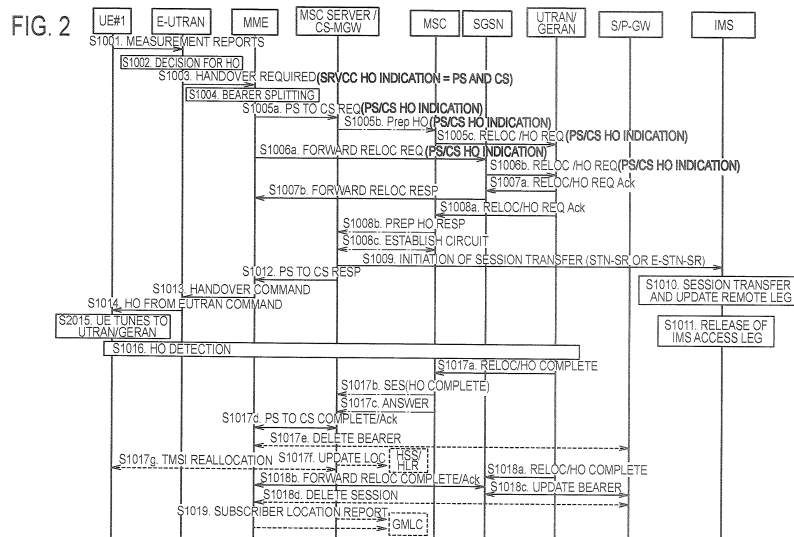 FIG. 2
UE#1
E-UTRAN
MME
MSC SERVER /
CS-MGW
MSC
SGSN
UTRAN/
GERAN
S/P-GW
IMS
S1001. MEASUREMENT REPORTS
S1002. DECISION FOR HO
S1003. HANDOVER REQUIRED(SRVCC HO INDICATION = PS AND CS)
S1004. BEARER SPLITTING
S1005a. PS TO CS REQ(PS/CS HO INDICATION)
S1005b. Prep HO(PS/CS HO INDICATION)
S1005c. RELOC /HO REQ(PS/CS HO INDICATION)
S1006a. FORWARD RELOC REQ(PS/CS HO INDICATION)
S1006b. RELOC /HO REQ(PS/CS HO INDICATION)
S1007a. RELOC/HO REQ Ack
S1007b. FORWARD RELOC RESP
S1008a. RELOC/HO REQ Ack
S1008b. PREP HO RESP
S1008c. ESTABLISH CIRCUIT
S1009. INITIATION OF SESSION TRANSFER (STN-SR OR E-STN-SR)
S1012. PS TO CS RESP
S1010. SESSION TRANSFER
AND UPDATE REMOTE LEG
S1013. HANDOVER COMMAND
S1014. HO FROM EUTRAN COMMAND
S2015. UE TUNES TO
UTRAN/GERAN
S1011. RELEASE OF
IMS ACCESS LEG
S1016. HO DETECTION
S1017a. RELOC/HO COMPLETE
S1017b. SES(HO COMPLETE)
S1017c. ANSWER
S1017d. PS TO CS COMPLETE/Ack
S1017e. DELETE BEARER
S1017f. UPDATE LOC
HSS/
HLR
S1017g. TMSI REALLOCATION
S1018a. RELOC/HO COMPLETE
S1018b. FORWARD RELOC COMPLETE/Ack
S1018c. UPDATE BEARER
S1018d. DELETE SESSION
S1019. SUBSCRIBER LOCATION REPORT
GMLC